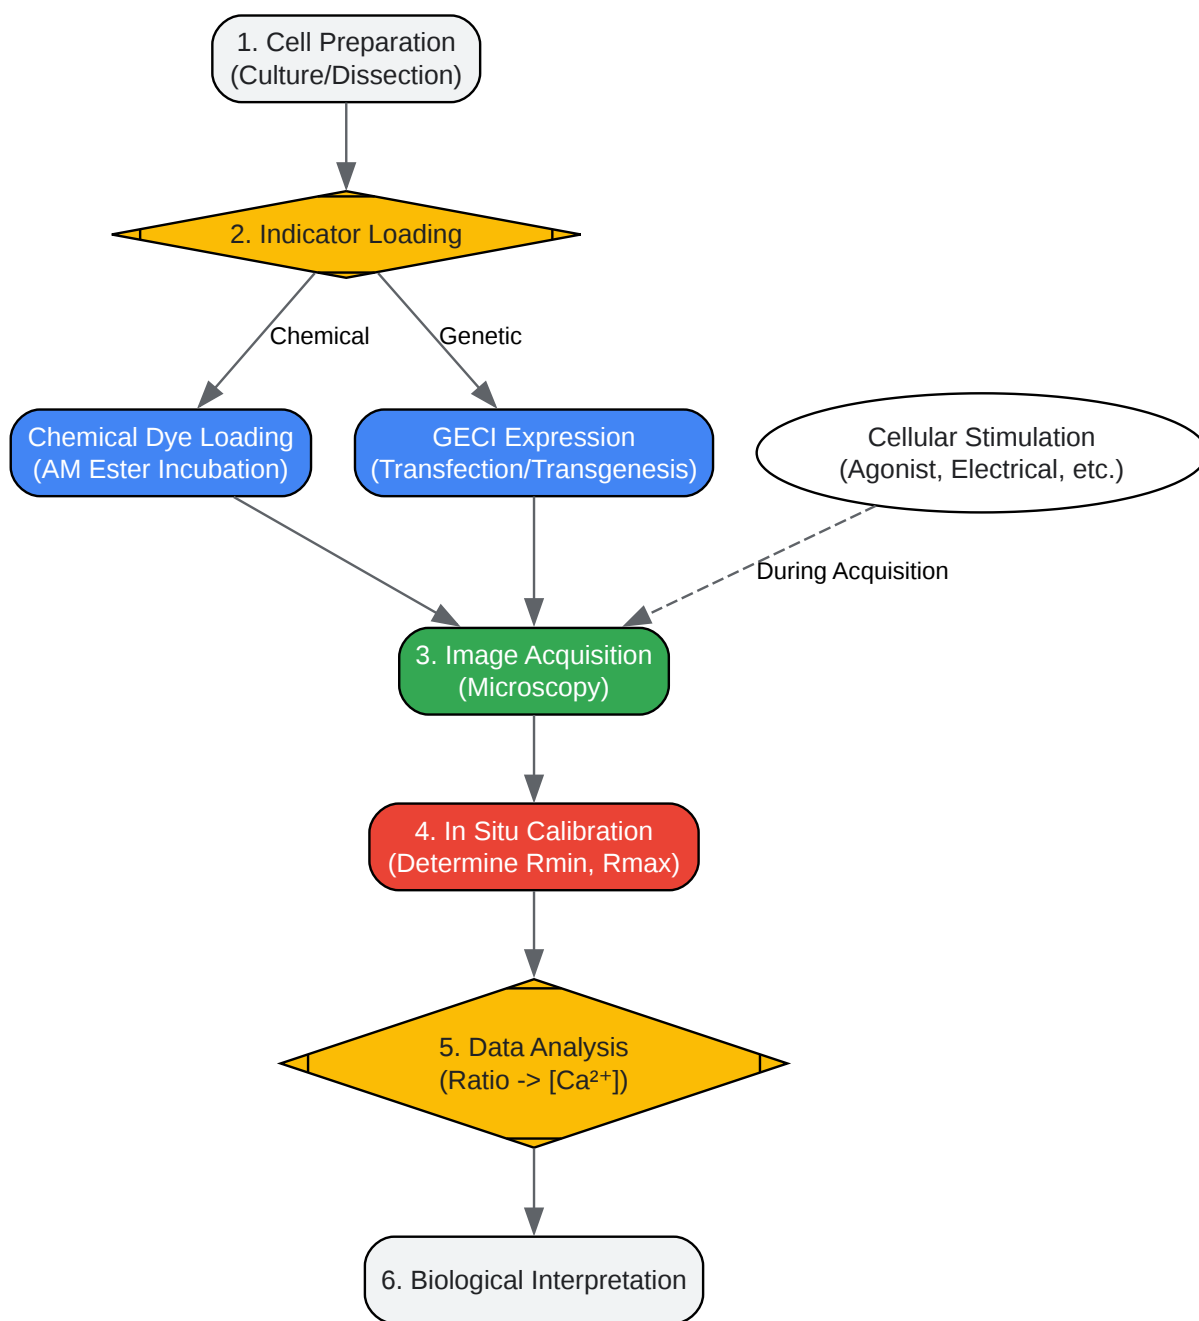 1. Cell Preparation
(Culture/Dissection)
2. Indicator Loading
Chemical
Genetic
Chemical Dye Loading
(AM Ester Incubation)
GECI Expression
(Transfection/Transgenesis)
Cellular Stimulation
(Agonist, Electrical, etc.)
During Acquisition
3. Image Acquisition
(Microscopy)
4. In Situ Calibration
(Determine Rmin, Rmax)
5. Data Analysis
(Ratio -> [Ca²⁺])
6. Biological Interpretation